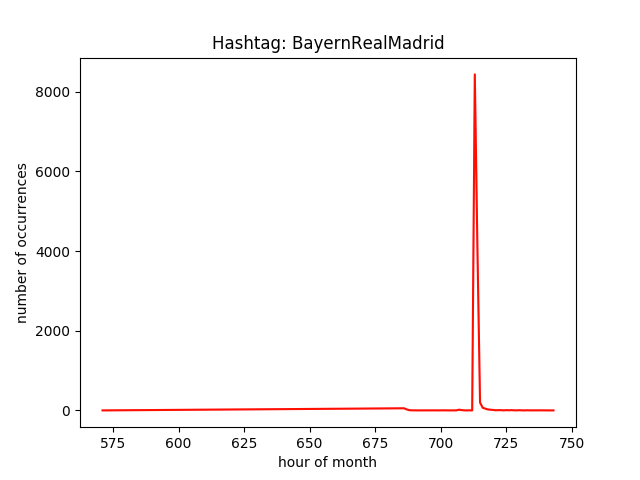 Hashtag: BayernRealMadrid
8000
6000
4000
2000
0
number of occurrences
575 600 625 650 675 700 725 750
hour of month